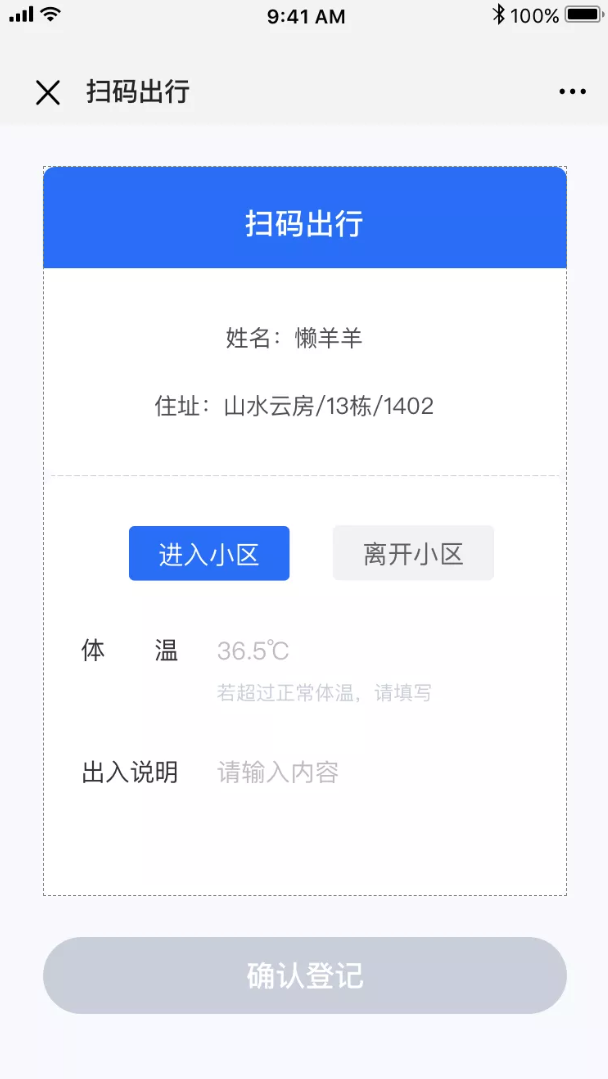 9:41 AM 100%
扫码出行
扫码出行
姓名：懒羊羊
住址：山水云房/13栋/1402
进入小区 离开小区
体 温 36.5℃
若超过正常体温，请填写
出入说明 请输入内容
确认登记